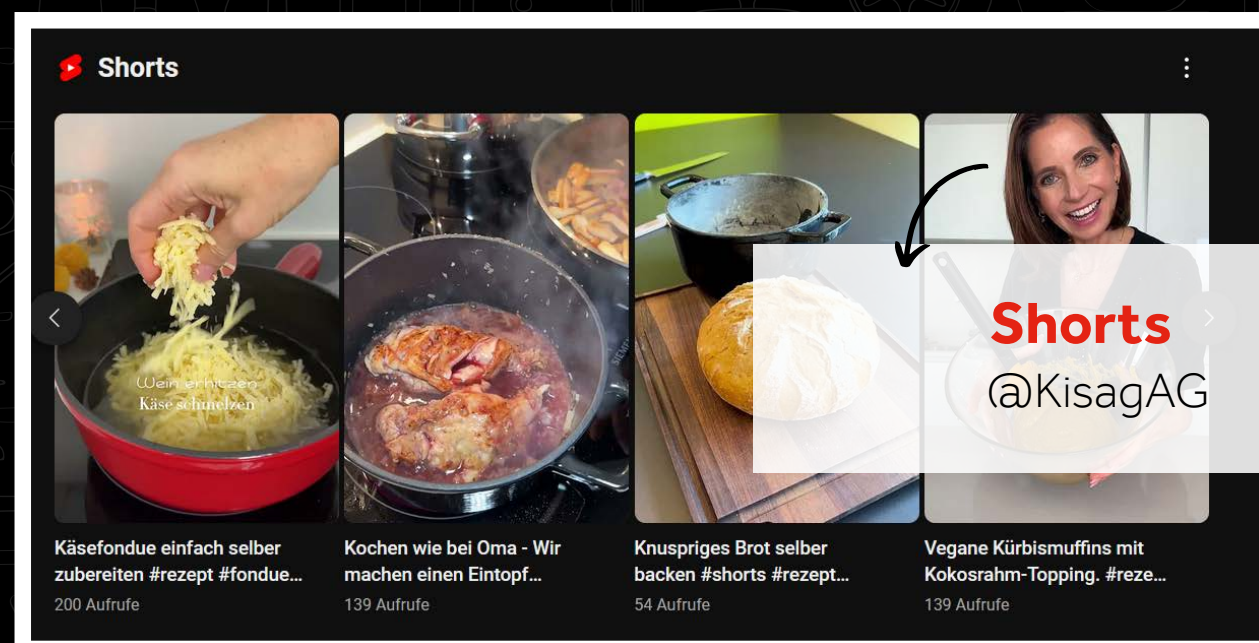 Shorts
Wein erhitzen
Käse schmelzen
SIEMENS
Shorts
@KisagAG
Käsefondue einfach selber
zubereiten #rezept #fondue...
200 Aufrufe
Kochen wie bei Oma - Wir
machen einen Eintopf...
139 Aufrufe
Knuspriges Brot selber
backen #shorts #rezept...
54 Aufrufe
Vegane Kürbismuffins mit
Kokosrahm-Topping. #reze...
139 Aufrufe